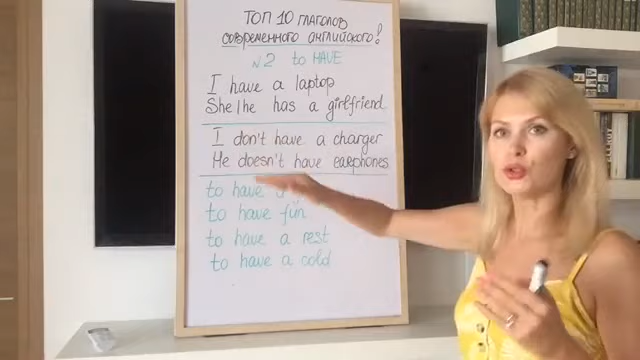 ТОП 10 ГЛАГОЛОВ
современного английского!
№2 to HAVE
I have a laptop
She/he has a girlfriend
I don't have a charger
He doesn't have earphones
to have
to have fun
to have a rest
to have a cold